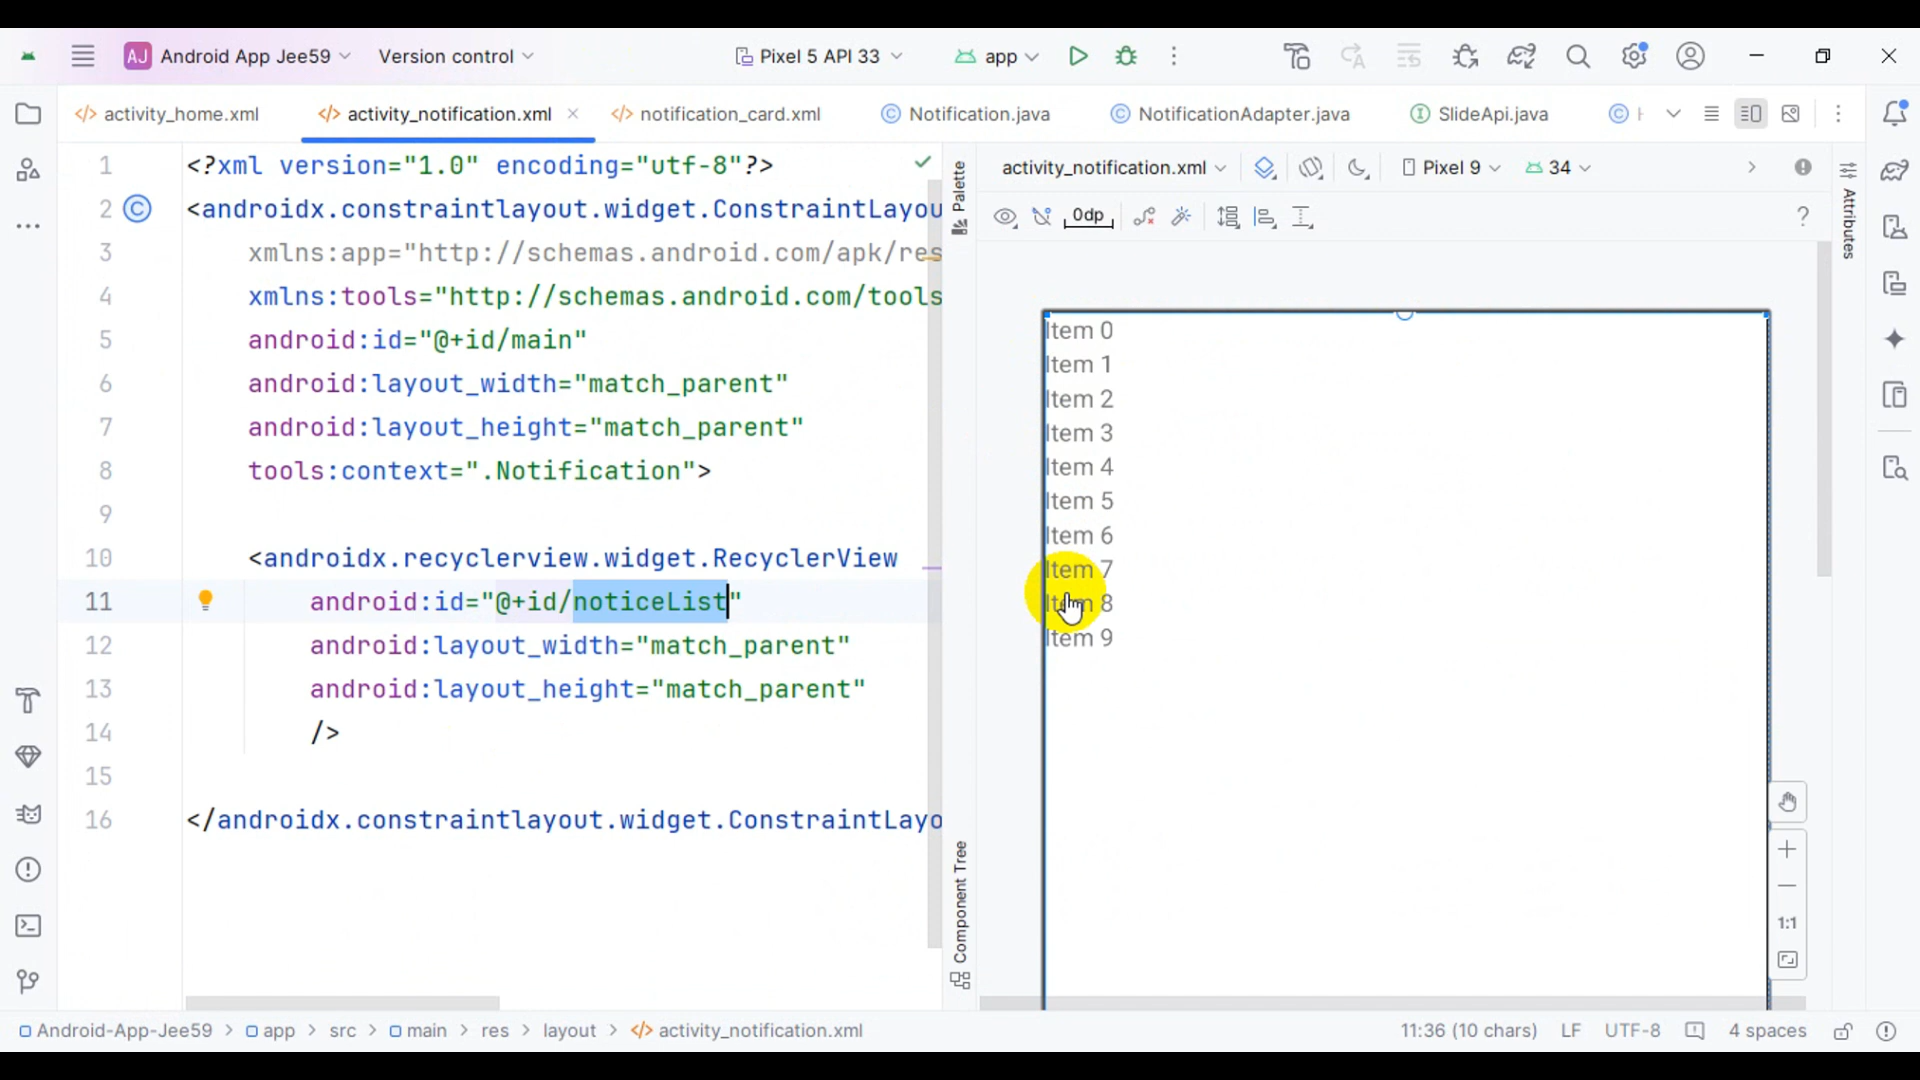 AJ Android App Jee59 Version control Pixel 5 API 33 app
activity_home.xml activity_notification.xml notification_card.xml Notification.java NotificationAdapter.java SlideApi.java
activity_notification.xml Pixel 9 34
0dp
Palette
Attributes
Component Tree
1 <?xml version="1.0" encoding="utf-8"?>
2 <androidx.constraintlayout.widget.ConstraintLayou
3 xmlns:app="http://schemas.android.com/apk/res
4 xmlns:tools="http://schemas.android.com/tools
5 android:id="@+id/main"
6 android:layout_width="match_parent"
7 android:layout_height="match_parent"
8 tools:context=".Notification">
9
10 <androidx.recyclerview.widget.RecyclerView
11 android:id="@+id/noticeList"
12 android:layout_width="match_parent"
13 android:layout_height="match_parent"
14 />
15
16 </androidx.constraintlayout.widget.ConstraintLayo
Item 0
Item 1
Item 2
Item 3
Item 4
Item 5
Item 6
Item 7
Item 8
Item 9
1:1
Android-App-Jee59 > app > src > main > res > layout > activity_notification.xml 11:36 (10 chars) LF UTF-8 4 spaces